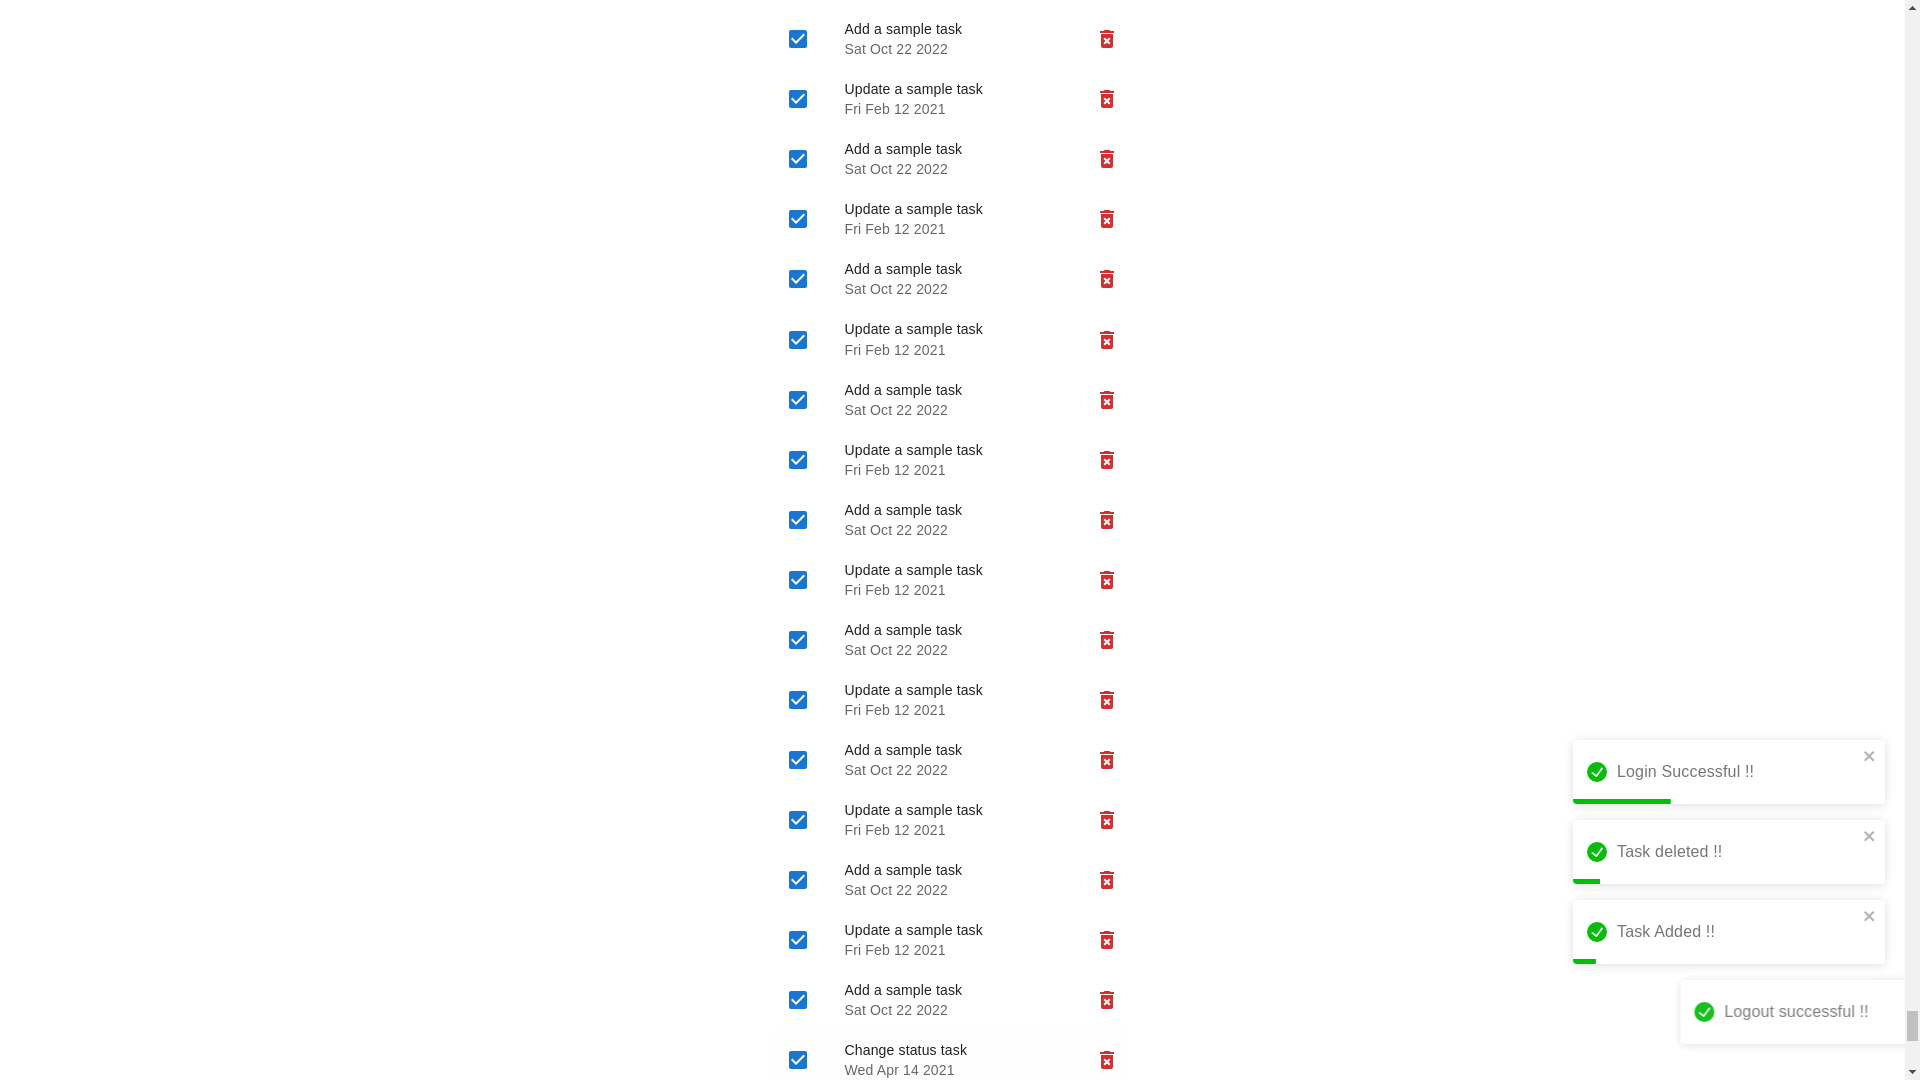 Add a sample task
Sat Oct 22 2022
Update a sample task
Fri Feb 12 2021
Add a sample task
Sat Oct 22 2022
Update a sample task
Fri Feb 12 2021
Add a sample task
Sat Oct 22 2022
Update a sample task
Fri Feb 12 2021
Add a sample task
Sat Oct 22 2022
Update a sample task
Fri Feb 12 2021
Add a sample task
Sat Oct 22 2022
Update a sample task
Fri Feb 12 2021
Add a sample task
Sat Oct 22 2022
Update a sample task
Fri Feb 12 2021
Add a sample task
Sat Oct 22 2022
Update a sample task
Fri Feb 12 2021
Add a sample task
Sat Oct 22 2022
Update a sample task
Fri Feb 12 2021
Add a sample task
Sat Oct 22 2022
Change status task
Wed Apr 14 2021
Login Successful !!
Task deleted !!
Task Added !!
Logout successful !!